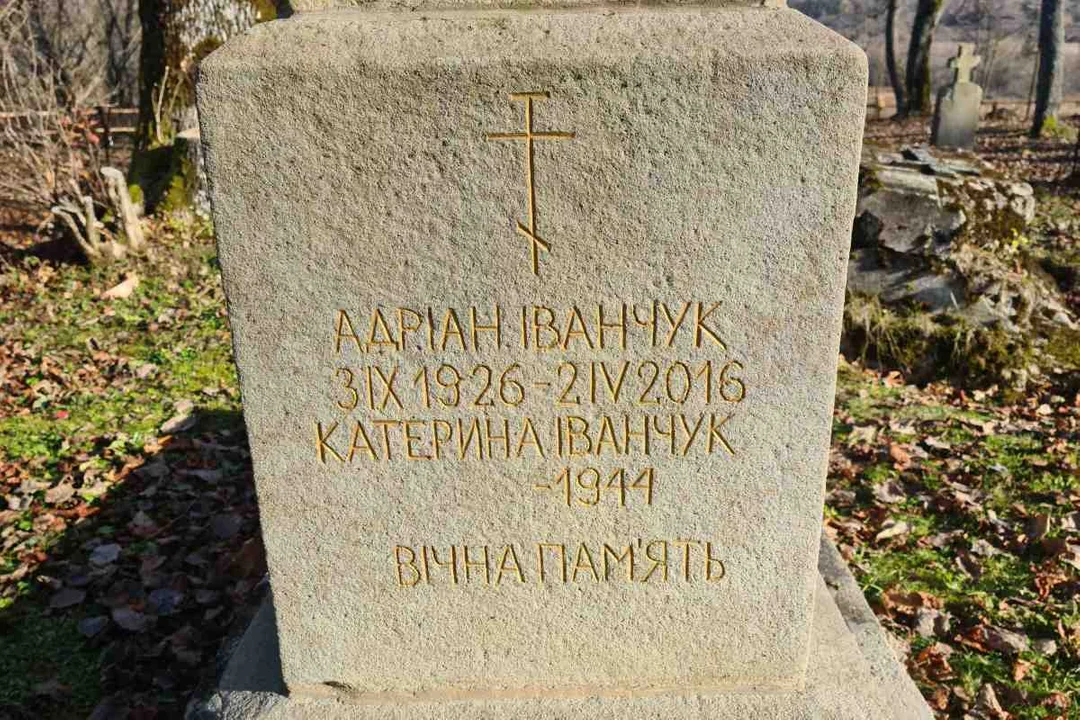 АДРІАН ІВАНЧУК
3 IX 1926 - 2 IV 2016
КАТЕРИНА ІВАНЧУК
- 1944
ВІЧНА ПАМ'ЯТЬ